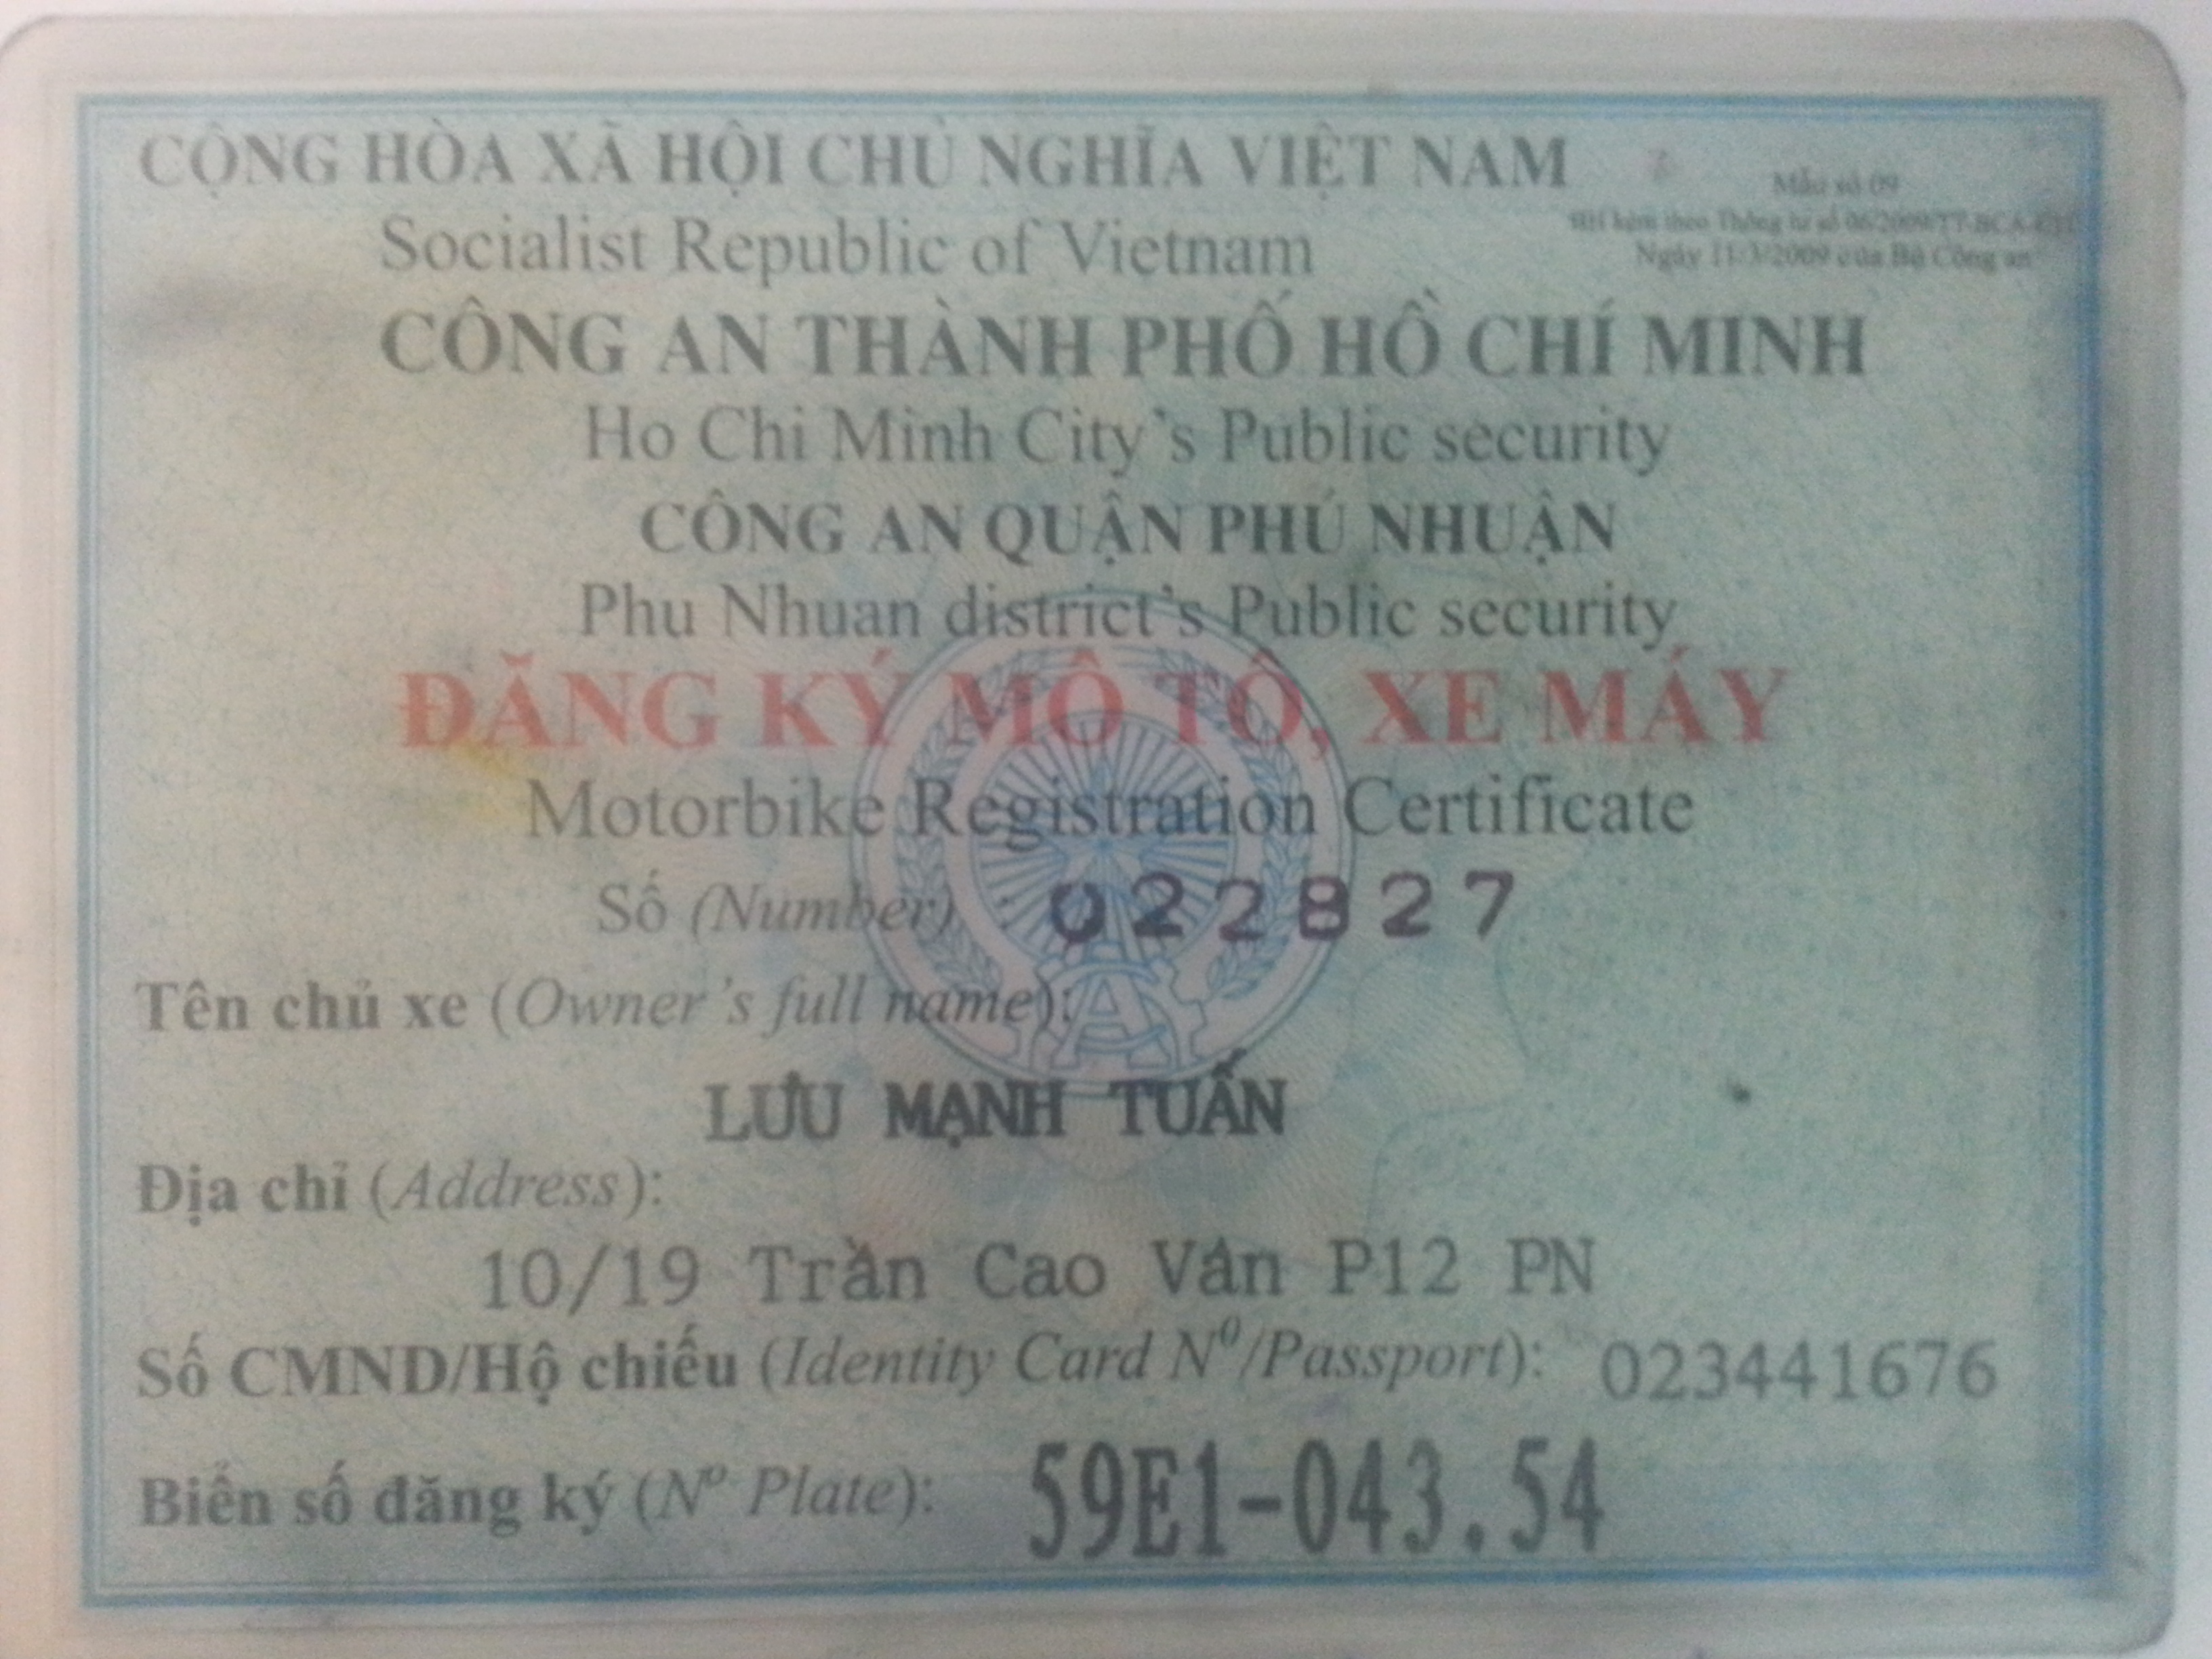 CỘNG HÒA XÃ HỘI CHỦ NGHĨA VIỆT NAM
Mẫu số 09
Socialist Republic of Vietnam
BH kèm theo Thông tư số 06/2009/TT-BCA-C11
Ngày 11/3/2009 của Bộ Công an
CÔNG AN THÀNH PHỐ HỒ CHÍ MINH
Ho Chi Minh City's Public security
CÔNG AN QUẬN PHÚ NHUẬN
Phu Nhuan district's Public security
ĐĂNG KÝ MÔ TÔ, XE MÁY
Motorbike Registration Certificate
Số (Number) : 022827
Tên chủ xe (Owner's full name):
LƯU MẠNH TUẤN
Địa chỉ (Address):
10/19 Trần Cao Vân P12 PN
Số CMND/Hộ chiếu (Identity Card N⁰/Passport): 023441676
Biển số đăng ký (Nº Plate): 59E1-043.54